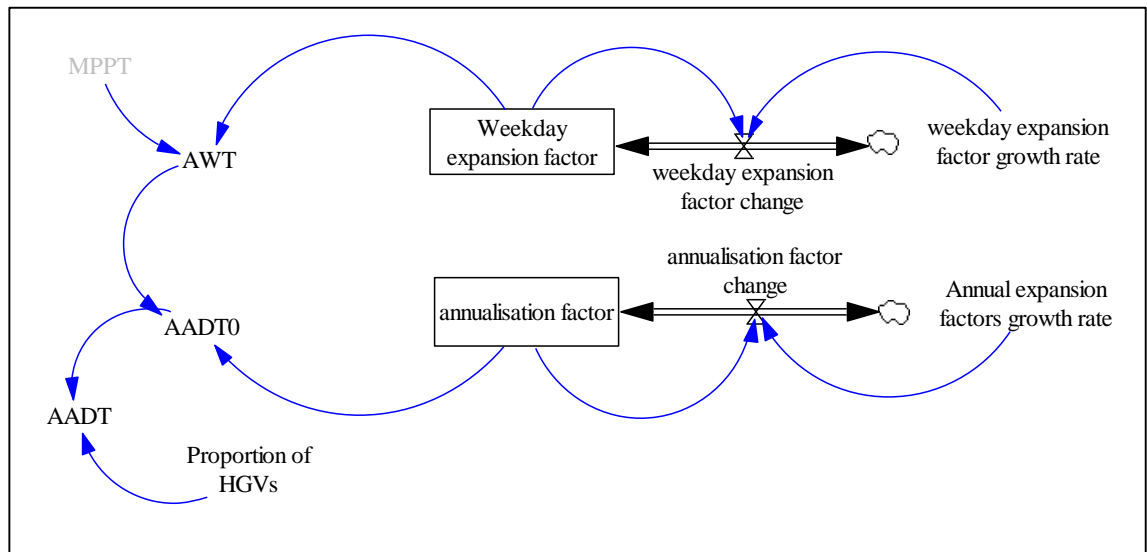 MPPT
AWT
Weekday
expansion factor
weekday expansion
factor change
weekday expansion
factor growth rate
annualisation factor
change
annualisation factor
Annual expansion
factors growth rate
AADT0
AADT
Proportion of
HGVs